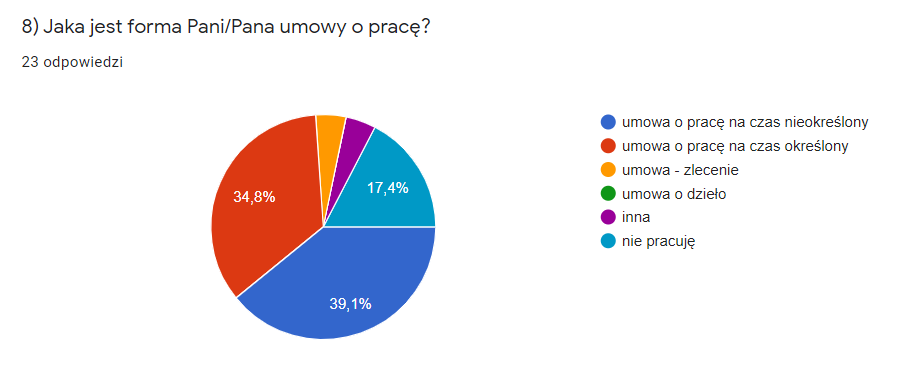 8) Jaka jest forma Pani/Pana umowy o pracę?
23 odpowiedzi
34,8%
17,4%
39,1%
umowa o pracę na czas nieokreślony
umowa o pracę na czas określony
umowa - zlecenie
umowa o dzieło
inna
nie pracuję